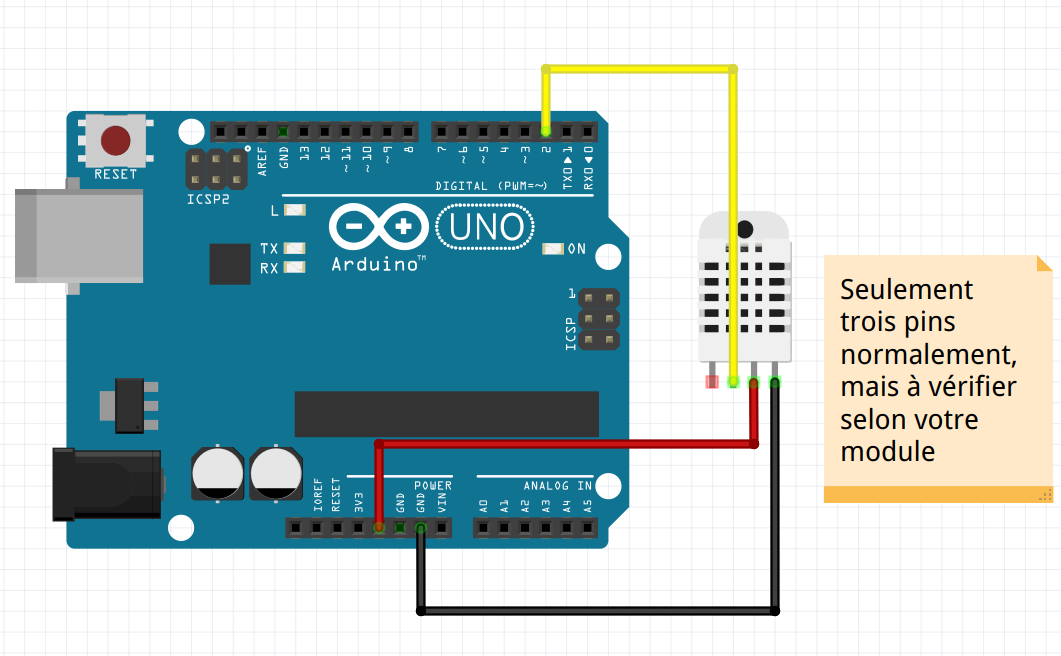 RESET
ICSP2
AREF
GND
13
12
~11
~10
~9
8
7
~6
~5
4
~3
2
TX0▶1
RX0◀0
DIGITAL (PWM=~)
L
TX
RX
UNO
Arduino™
ON
1
ICSP
Seulement
trois pins
normalement,
mais à vérifier
selon votre
module
POWER
ANALOG IN
IOREF
RESET
3V3
GND
GND
VIN
A0
A1
A2
A3
A4
A5